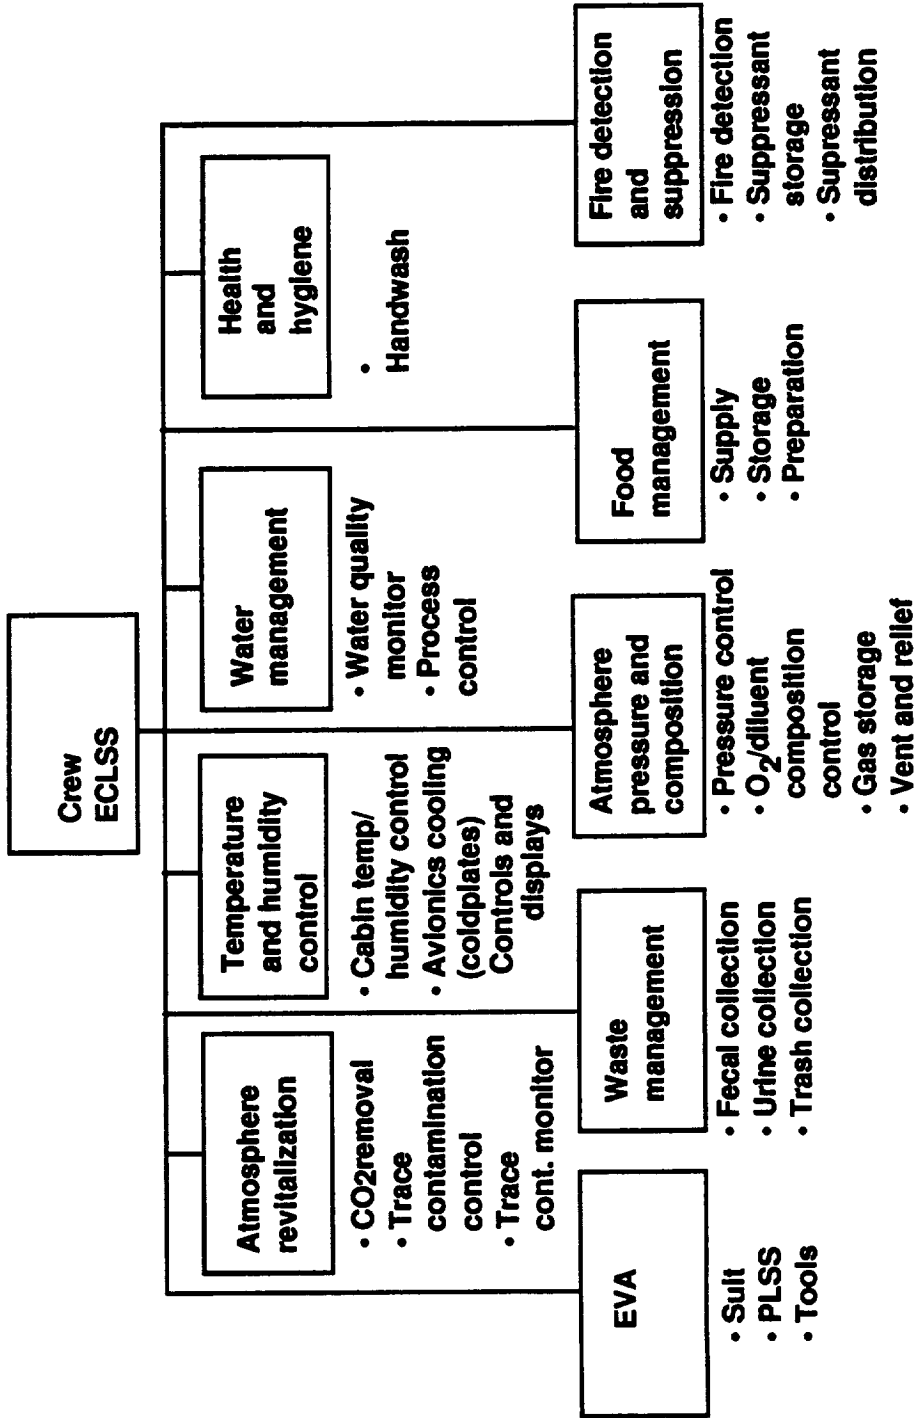 Crew
ECLSS
Atmosphere
revitalization
• CO2removal
• Trace
contamination
control
• Trace
cont. monitor
Temperature
and humidity
control
• Cabin temp/
humidity control
• Avionics cooling
(coldplates)
Controls and
displays
Water
management
• Water quality
monitor
• Process
control
Health
and
hygiene
•
Handwash
EVA
• Suit
• PLSS
• Tools
Waste
management
• Fecal collection
• Urine collection
• Trash collection
Atmosphere
pressure and
composition
• Pressure control
• O₂/diluent
composition
control
• Gas storage
• Vent and relief
Food
management
• Supply
• Storage
• Preparation
Fire detection
and
suppression
• Fire detection
• Suppressant
storage
• Supressant
distribution